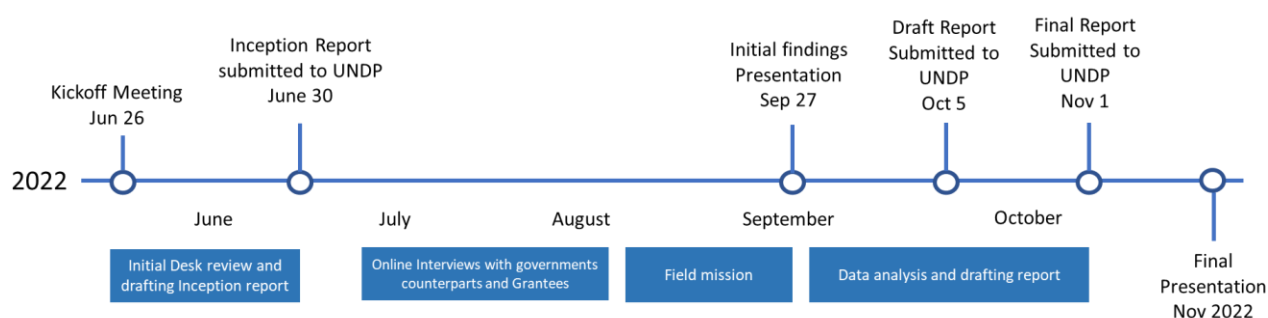 Kickoff Meeting
Jun 26
Inception Report
submitted to UNDP
June 30
Initial findings
Presentation
Sep 27
Draft Report
Submitted to
UNDP
Oct 5
Final Report
Submitted to
UNDP
Nov 1
2022
June
July
August
September
October
Initial Desk review and
drafting Inception report
Online Interviews with governments
counterparts and Grantees
Field mission
Data analysis and drafting report
Final
Presentation
Nov 2022